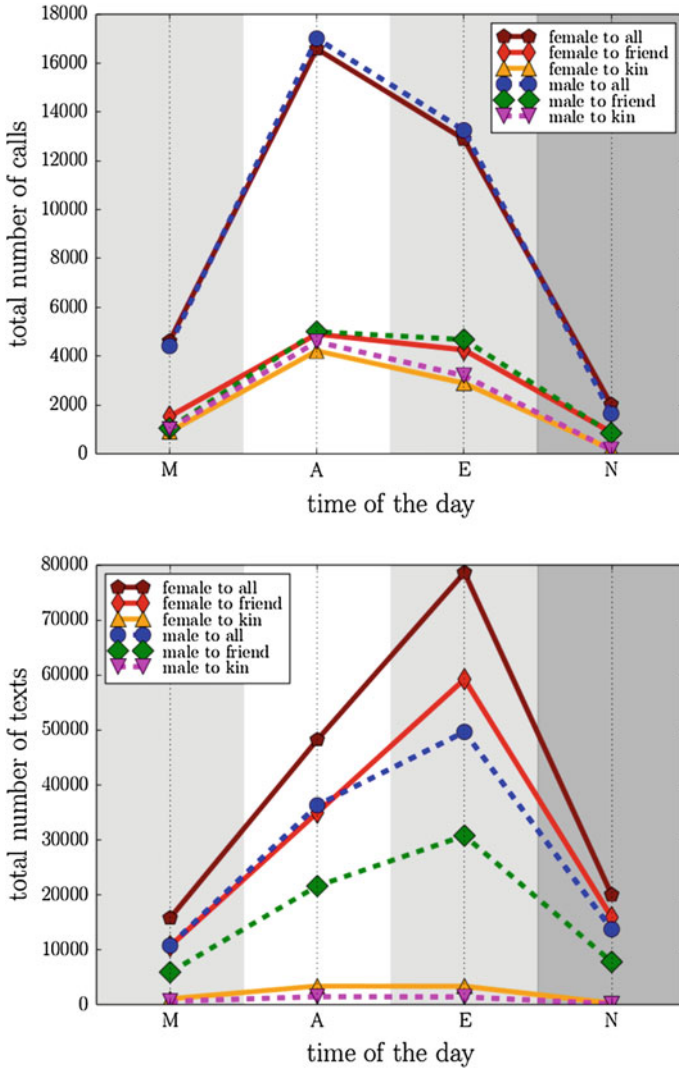 18000
16000
14000
12000
10000
8000
6000
4000
2000
0
total number of calls
female to all
female to friend
female to kin
male to all
male to friend
male to kin
M A E N
time of the day
80000
70000
60000
50000
40000
30000
20000
10000
0
total number of texts
female to all
female to friend
female to kin
male to all
male to friend
male to kin
M A E N
time of the day